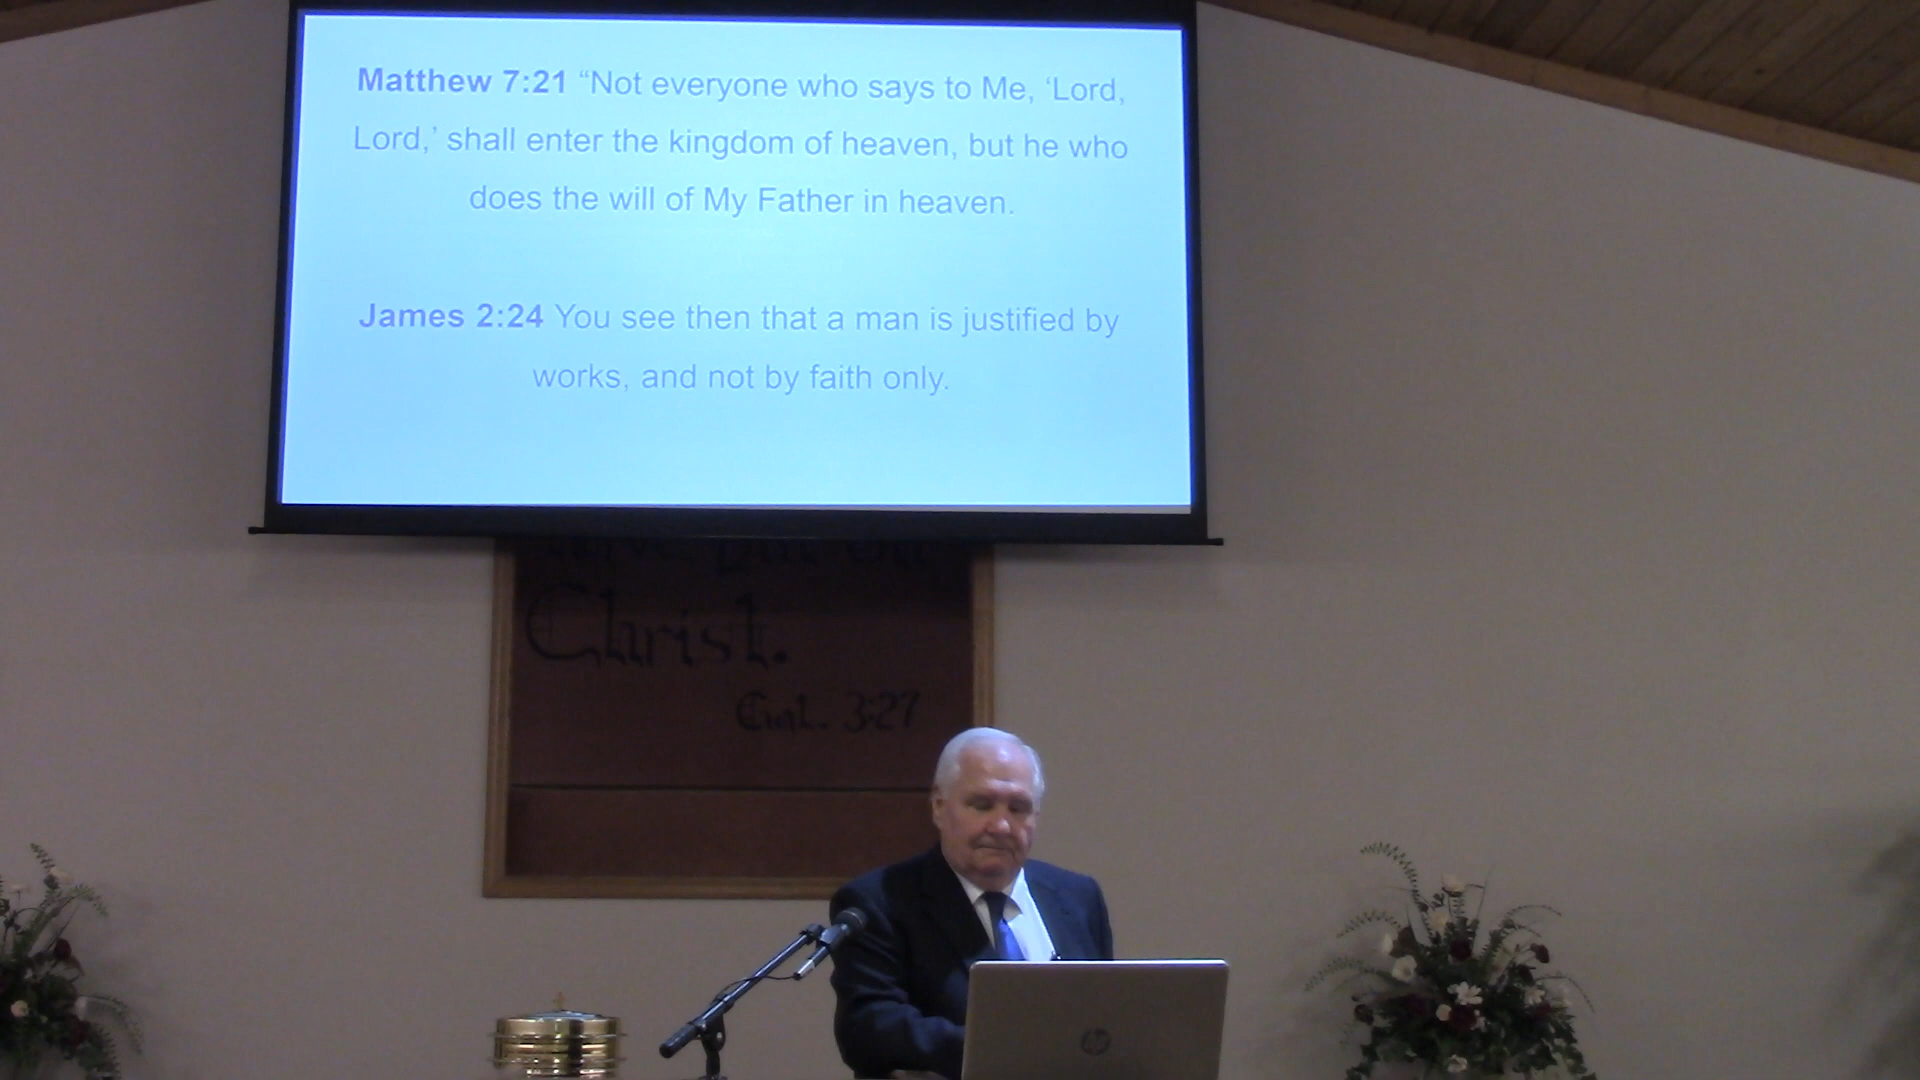 Matthew 7:21 “Not everyone who says to Me, ‘Lord,
Lord,’ shall enter the kingdom of heaven, but he who
does the will of My Father in heaven.
James 2:24 You see then that a man is justified by
works, and not by faith only.
Christ.
Gal. 3:27
hp